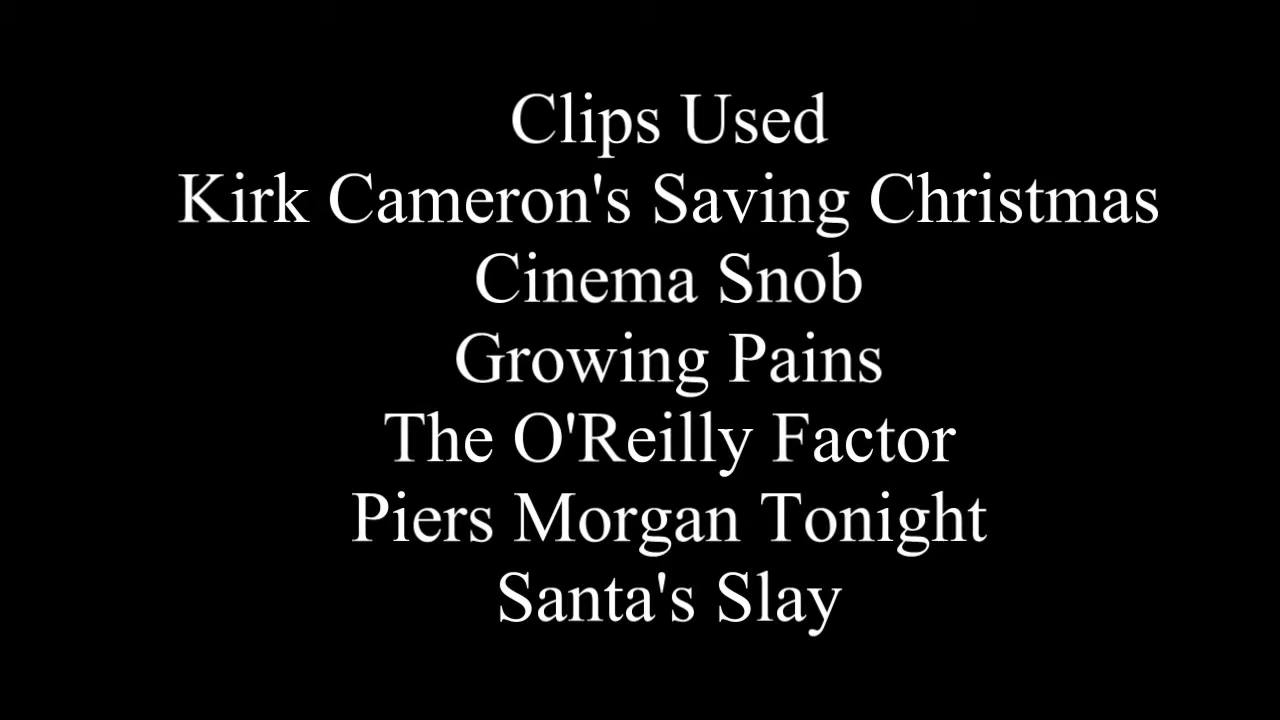 Clips Used
Kirk Cameron's Saving Christmas
Cinema Snob
Growing Pains
The O'Reilly Factor
Piers Morgan Tonight
Santa's Slay